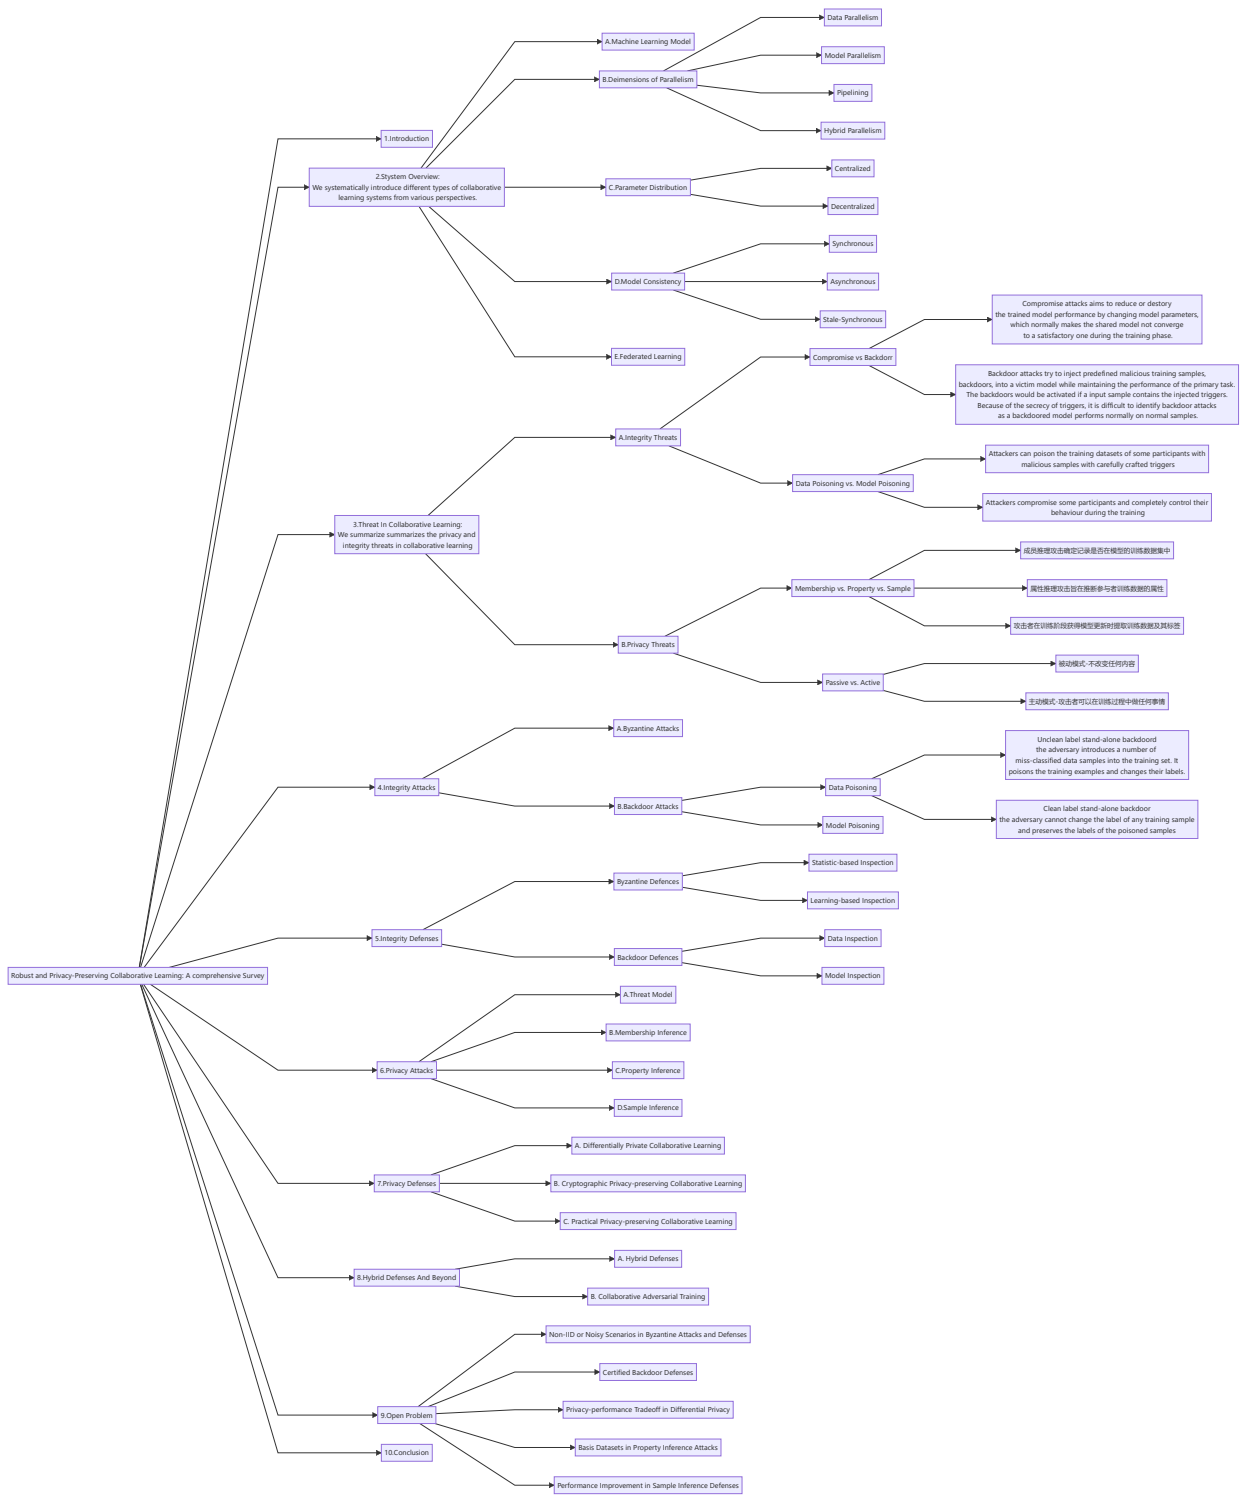 Robust and Privacy-Preserving Collaborative Learning: A comprehensive Survey
1.Introduction
2.Stystem Overview:
We systematically introduce different types of collaborative
learning systems from various perspectives.
A.Machine Learning Model
B.Deimensions of Parallelism
Data Parallelism
Model Parallelism
Pipelining
Hybrid Parallelism
C.Parameter Distribution
Centralized
Decentralized
D.Model Consistency
Synchronous
Asynchronous
Stale-Synchronous
E.Federated Learning
3.Threat In Collaborative Learning:
We summarize summarizes the privacy and
integrity threats in collaborative learning
A.Integrity Threats
Compromise vs Backdorr
Compromise attacks aims to reduce or destory
the trained model performance by changing model parameters,
which normally makes the shared model not converge
to a satisfactory one during the training phase.
Backdoor attacks try to inject predefined malicious training samples,
backdoors, into a victim model while maintaining the performance of the primary task.
The backdoors would be activated if a input sample contains the injected triggers.
Because of the secrecy of triggers, it is difficult to identify backdoor attacks
as a backdoored model performs normally on normal samples.
Data Poisoning vs. Model Poisoning
Attackers can poison the training datasets of some participants with
malicious samples with carefully crafted triggers
Attackers compromise some participants and completely control their
behaviour during the training
B.Privacy Threats
Membership vs. Property vs. Sample
成员推理攻击确定记录是否在模型的训练数据集中
属性推理攻击旨在推断参与者训练数据的属性
攻击者在训练阶段获得模型更新时提取训练数据及其标签
Passive vs. Active
被动模式-不改变任何内容
主动模式-攻击者可以在训练过程中做任何事情
4.Integrity Attacks
A.Byzantine Attacks
B.Backdoor Attacks
Data Poisoning
Unclean label stand-alone backdoord
the adversary introduces a number of
miss-classified data samples into the training set. It
poisons the training examples and changes their labels.
Clean label stand-alone backdoor
the adversary cannot change the label of any training sample
and preserves the labels of the poisoned samples
Model Poisoning
5.Integrity Defenses
Byzantine Defences
Statistic-based Inspection
Learning-based Inspection
Backdoor Defences
Data Inspection
Model Inspection
6.Privacy Attacks
A.Threat Model
B.Membership Inference
C.Property Inference
D.Sample Inference
7.Privacy Defenses
A. Differentially Private Collaborative Learning
B. Cryptographic Privacy-preserving Collaborative Learning
C. Practical Privacy-preserving Collaborative Learning
8.Hybrid Defenses And Beyond
A. Hybrid Defenses
B. Collaborative Adversarial Training
9.Open Problem
Non-IID or Noisy Scenarios in Byzantine Attacks and Defenses
Certified Backdoor Defenses
Privacy-performance Tradeoff in Differential Privacy
Basis Datasets in Property Inference Attacks
Performance Improvement in Sample Inference Defenses
10.Conclusion